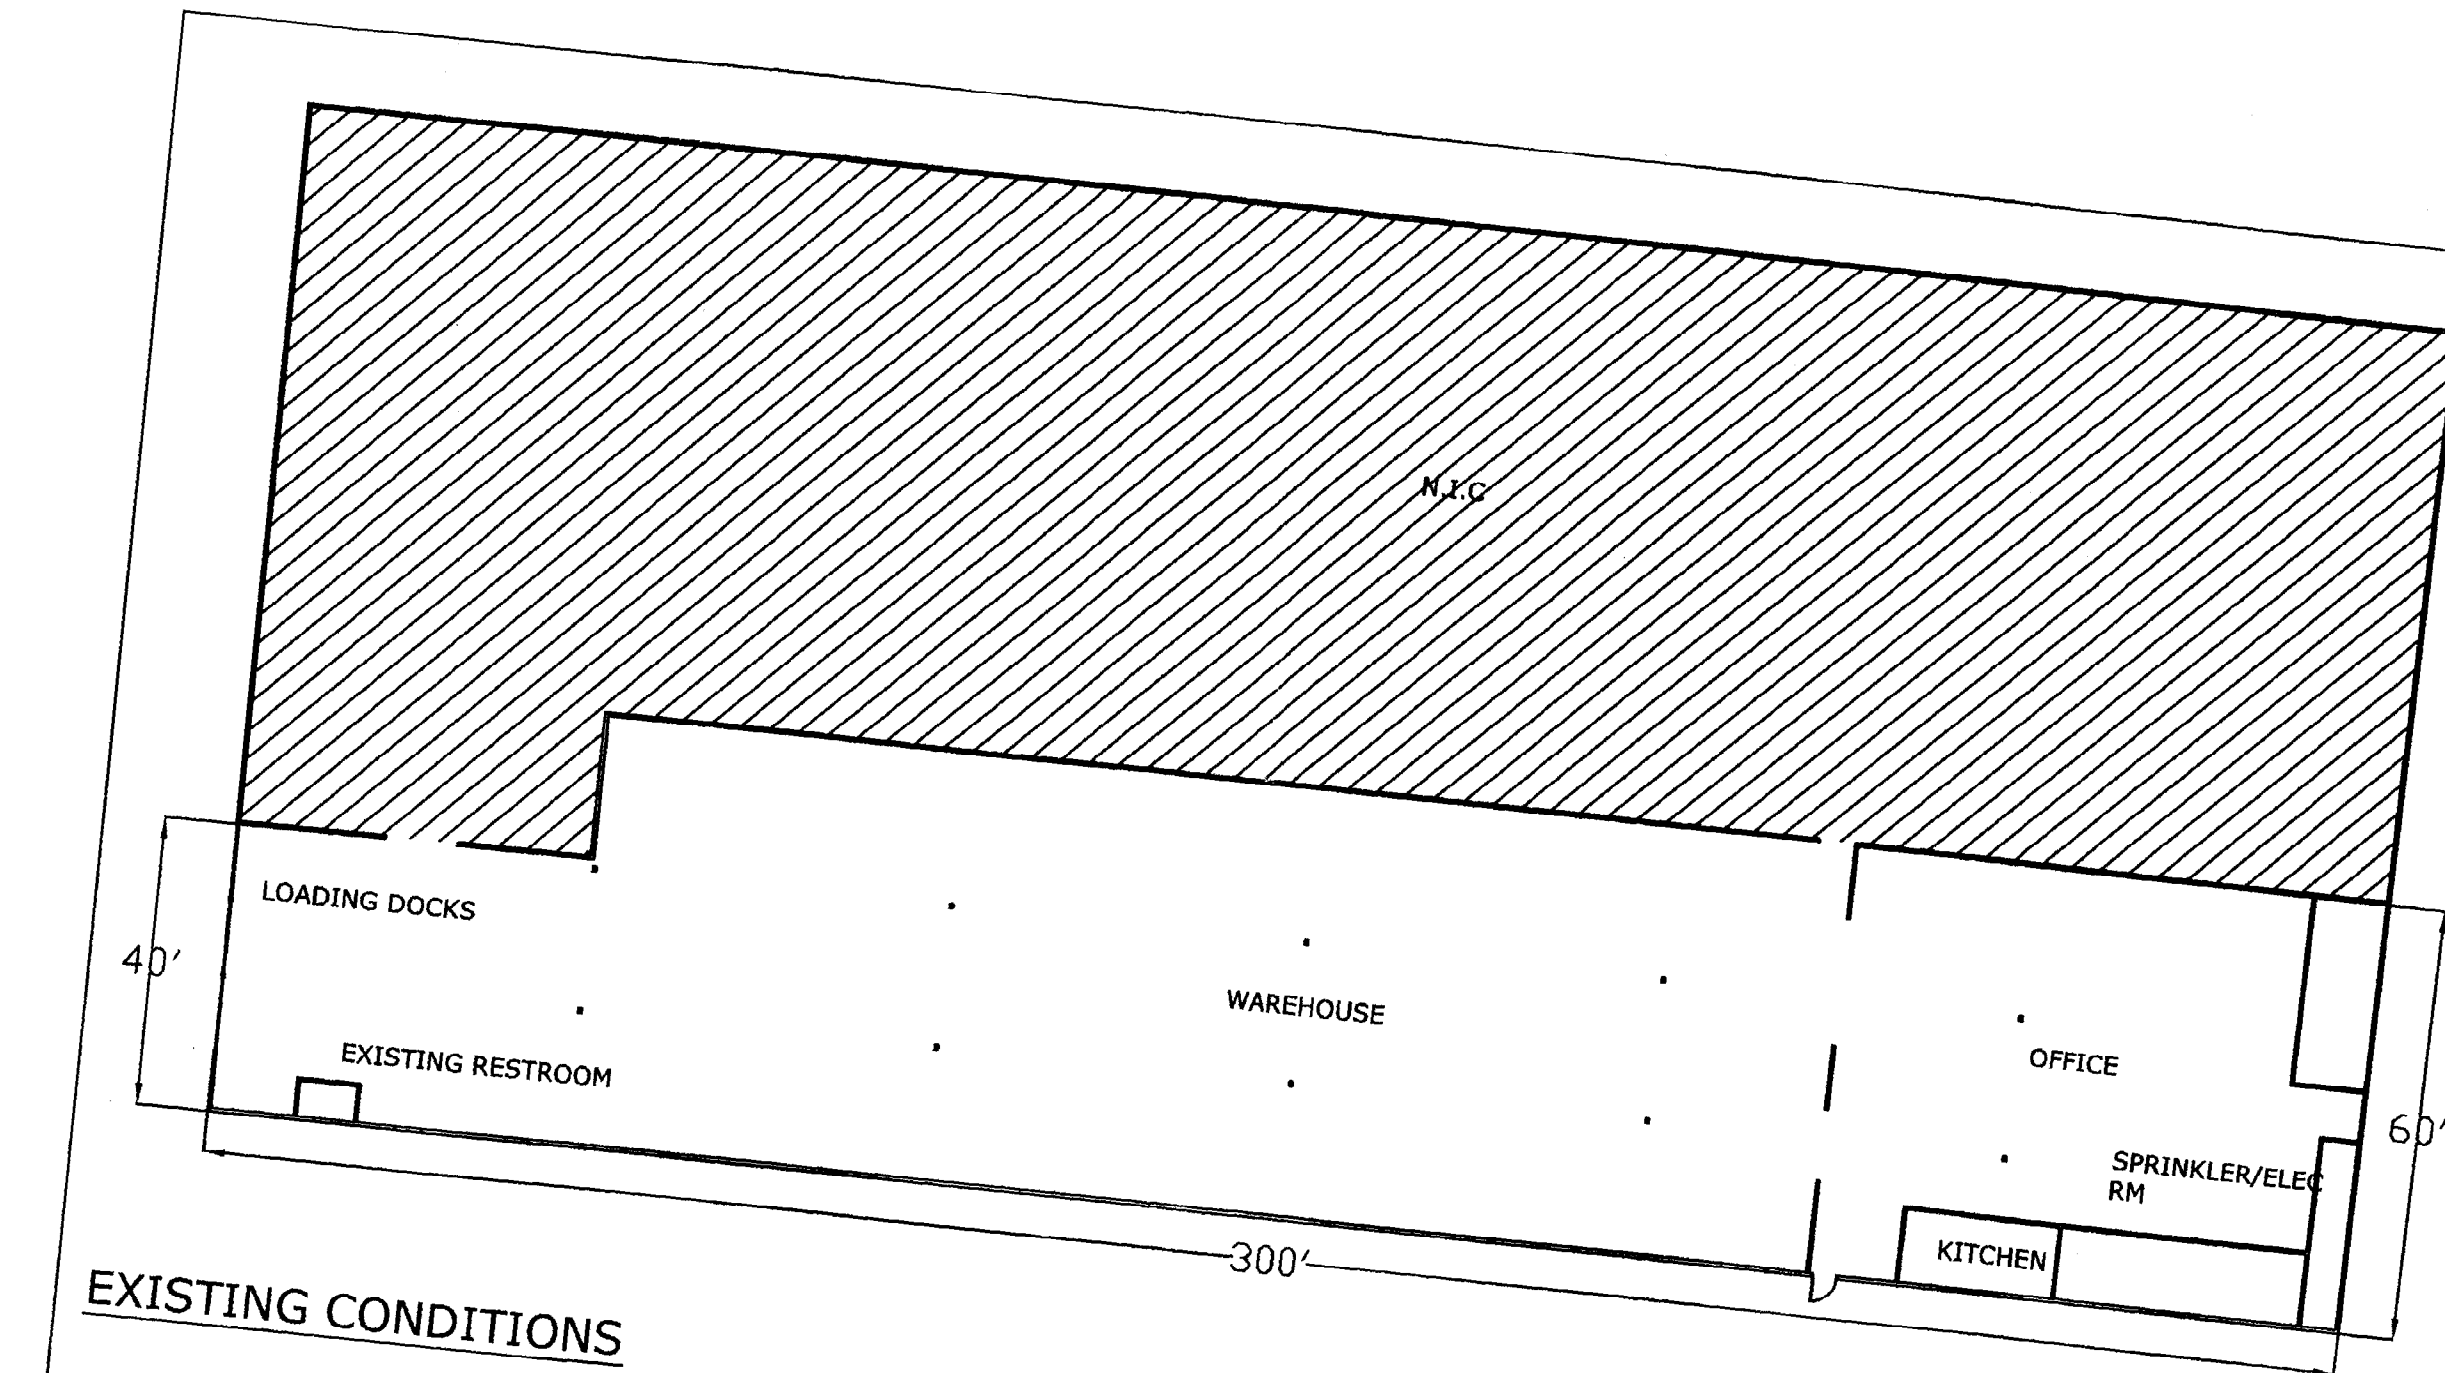 N.I.C
LOADING DOCKS
40'
WAREHOUSE
EXISTING RESTROOM
OFFICE
60'
SPRINKLER/ELEC
RM
KITCHEN
300'
EXISTING CONDITIONS